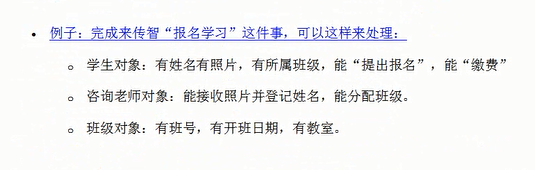 例子：完成来传智“报名学习”这件事，可以这样来处理：
学生对象：有姓名有照片，有所属班级，能“提出报名”，能“缴费”
咨询老师对象：能接收照片并登记姓名，能分配班级。
班级对象：有班号，有开班日期，有教室。